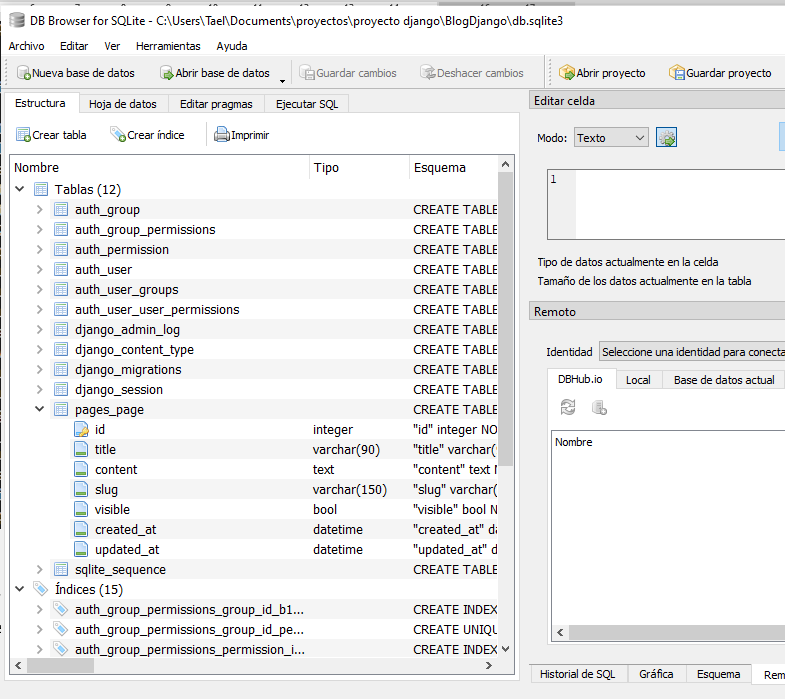 DB Browser for SQLite - C:\Users\Tael\Documents\proyectos\proyecto django\BlogDjango\db.sqlite3
Archivo Editar Ver Herramientas Ayuda
Nueva base de datos Abrir base de datos Guardar cambios Deshacer cambios Abrir proyecto Guardar proyecto
Estructura Hoja de datos Editar pragmas Ejecutar SQL
Crear tabla Crear índice Imprimir
Nombre Tipo Esquema
Tablas (12)
auth_group CREATE TABLE
auth_group_permissions CREATE TABLE
auth_permission CREATE TABLE
auth_user CREATE TABLE
auth_user_groups CREATE TABLE
auth_user_user_permissions CREATE TABLE
django_admin_log CREATE TABLE
django_content_type CREATE TABLE
django_migrations CREATE TABLE
django_session CREATE TABLE
pages_page CREATE TABLE
id integer "id" integer NO
title varchar(90) "title" varchar(
content text "content" text
slug varchar(150) "slug" varchar(
visible bool "visible" bool N
created_at datetime "created_at" d
updated_at datetime "updated_at" d
sqlite_sequence CREATE TABLE
Índices (15)
auth_group_permissions_group_id_b1... CREATE INDEX
auth_group_permissions_group_id_pe... CREATE UNIQU
auth_group_permissions_permission_i... CREATE INDEX
Editar celda
Modo: Texto
1
Tipo de datos actualmente en la celda
Tamaño de los datos actualmente en la tabla
Remoto
Identidad Seleccione una identidad para conecta
DBHub.io Local Base de datos actual
Nombre
Historial de SQL Gráfica Esquema Rem